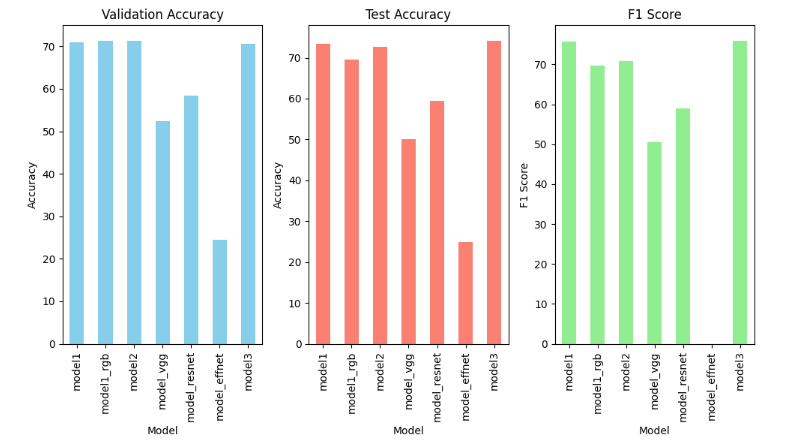 Validation Accuracy
Accuracy
70
60
50
40
30
20
10
0
model1
model1_rgb
model2
model_vgg
model_resnet
model_effnet
model3
Model
Test Accuracy
Accuracy
70
60
50
40
30
20
10
0
model1
model1_rgb
model2
model_vgg
model_resnet
model_effnet
model3
Model
F1 Score
F1 Score
70
60
50
40
30
20
10
0
model1
model1_rgb
model2
model_vgg
model_resnet
model_effnet
model3
Model